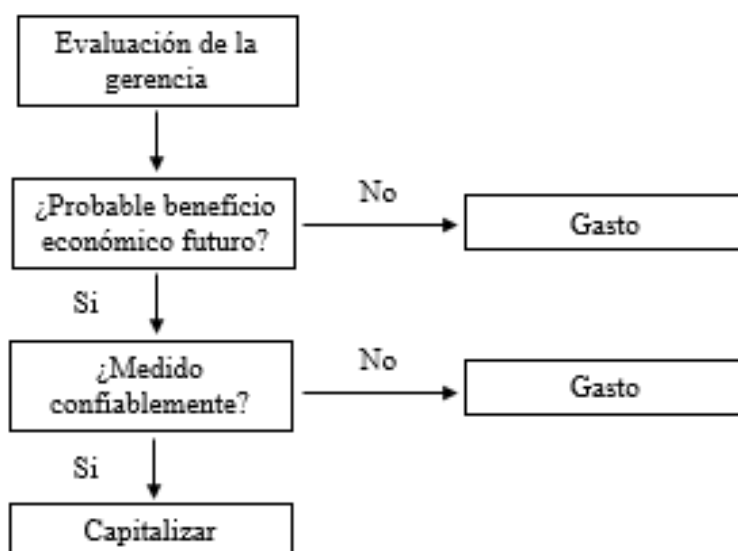 Evaluación de la
gerencia
¿Probable beneficio
económico futuro?
No
Gasto
Si
¿Medido
confiablemente?
No
Gasto
Si
Capitalizar